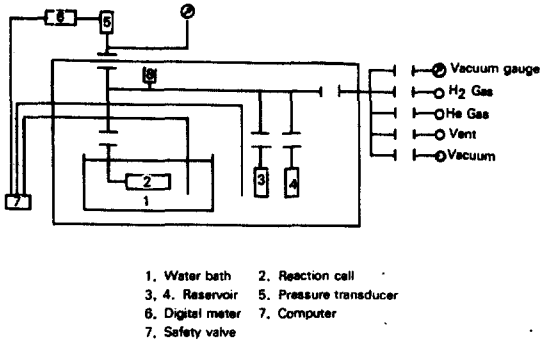 6
5
8
Vacuum gauge
H2 Gas
He Gas
Vent
Vacuum
2
1
3
4
7
1. Water bath 2. Reaction cell
3, 4. Reservoir 5. Pressure transducer
6. Digital meter 7. Computer
7. Safety valve